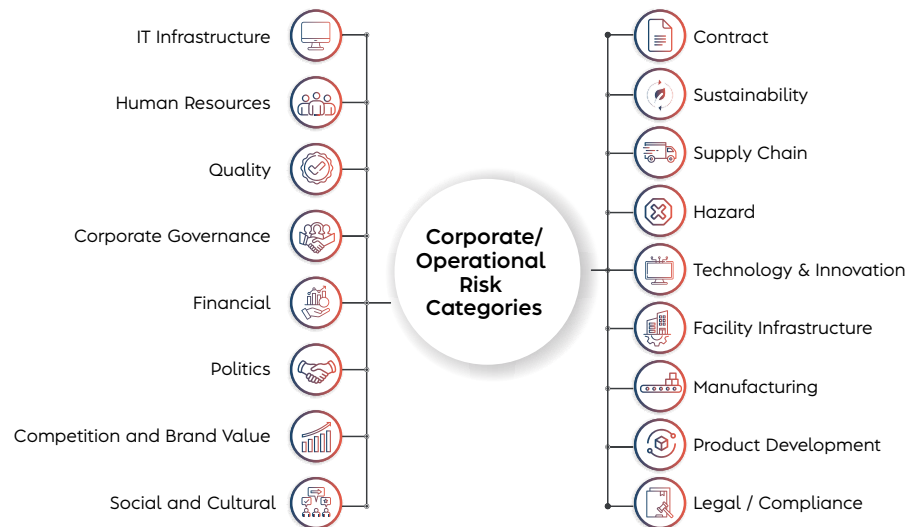 IT Infrastructure
Human Resources
Quality
Corporate Governance
Financial
Politics
Competition and Brand Value
Social and Cultural
Corporate/
Operational
Risk
Categories
Contract
Sustainability
Supply Chain
Hazard
Technology & Innovation
Facility Infrastructure
Manufacturing
Product Development
Legal / Compliance